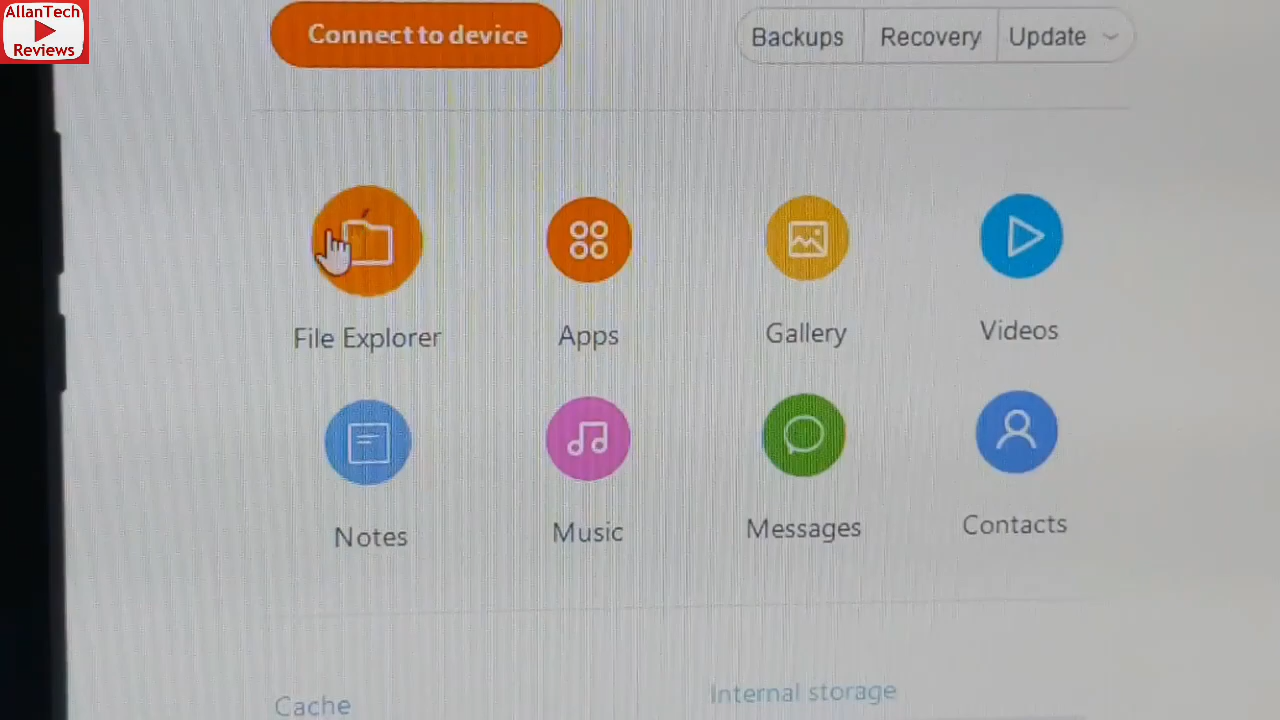 AllanTech
Reviews
Connect to device
Backups
Recovery
Update
File Explorer
Apps
Gallery
Videos
Notes
Music
Messages
Contacts
Cache
Internal storage